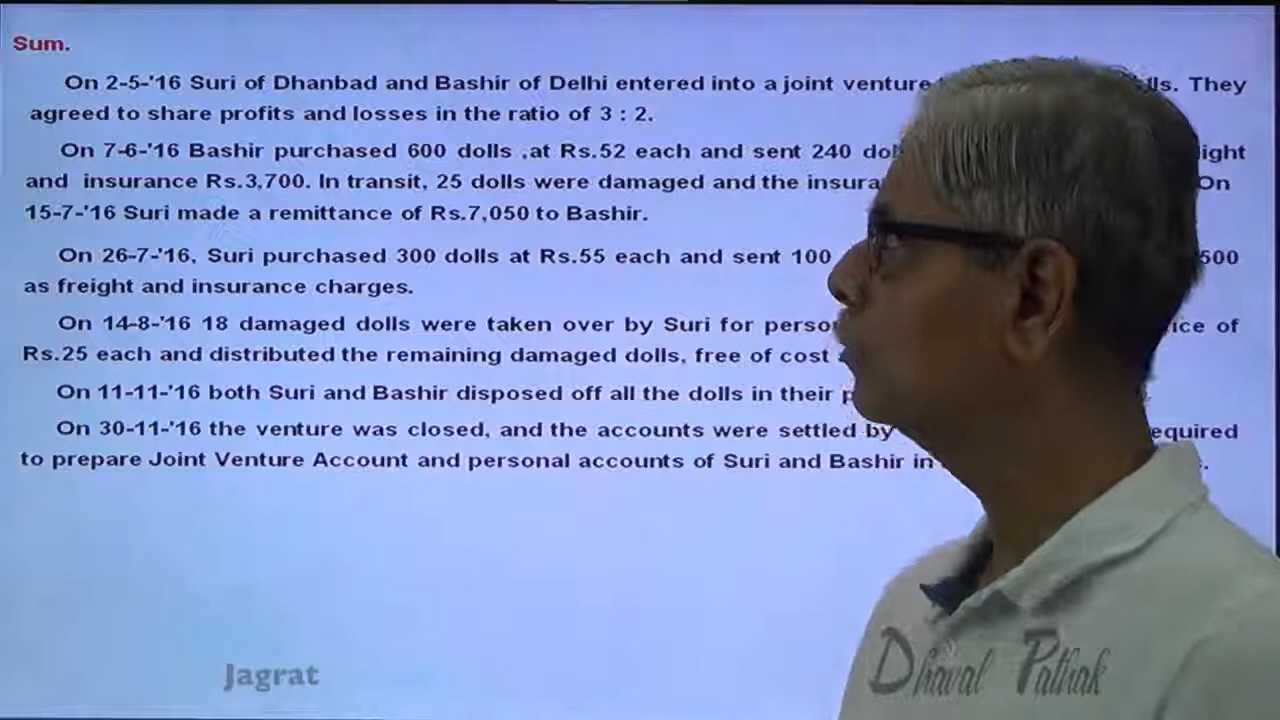 Sum.
On 2-5-'16 Suri of Dhanbad and Bashir of Delhi entered into a joint venture They
agreed to share profits and losses in the ratio of 3 : 2.
On 7-6-'16 Bashir purchased 600 dolls ,at Rs.52 each and sent 240
and insurance Rs.3,700. In transit, 25 dolls were damaged and the On
15-7-'16 Suri made a remittance of Rs.7,050 to Bashir.
On 26-7-'16, Suri purchased 300 dolls at Rs.55 each and sent 100
as freight and insurance charges.
On 14-8-'16 18 damaged dolls were taken over by Suri for of
Rs.25 each and distributed the remaining damaged dolls, free of cost
On 11-11-'16 both Suri and Bashir disposed off all the dolls in their
On 30-11-'16 the venture was closed, and the accounts were settled by
to prepare Joint Venture Account and personal accounts of Suri and Bashir in
Jagrat
Dhaval Pathak